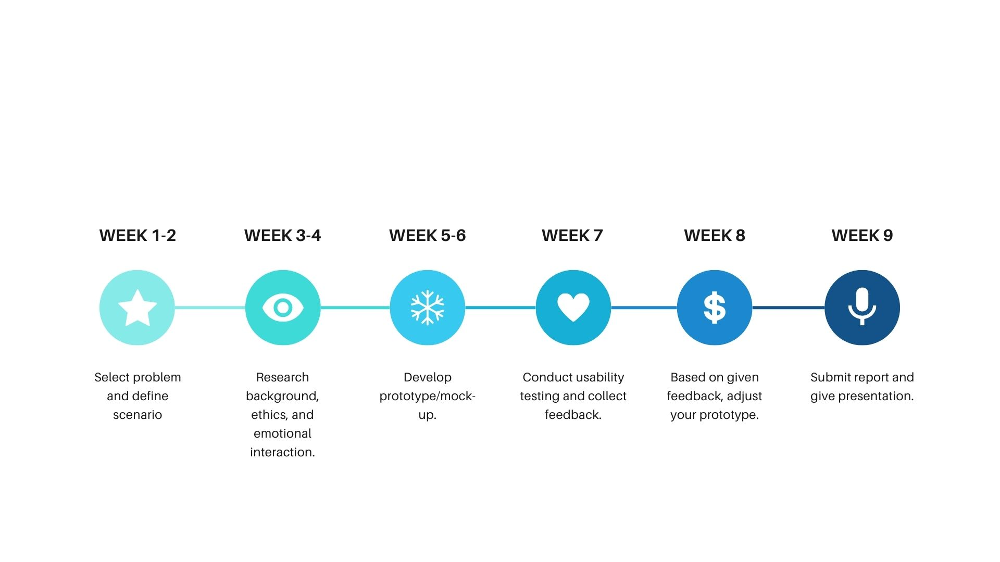 WEEK 1-2
WEEK 3-4
WEEK 5-6
WEEK 7
WEEK 8
WEEK 9
Select problem
and define
scenario
Research
background,
ethics, and
emotional
interaction.
Develop
prototype/mock-
up.
Conduct usability
testing and collect
feedback.
Based on given
feedback, adjust
your prototype.
Submit report and
give presentation.